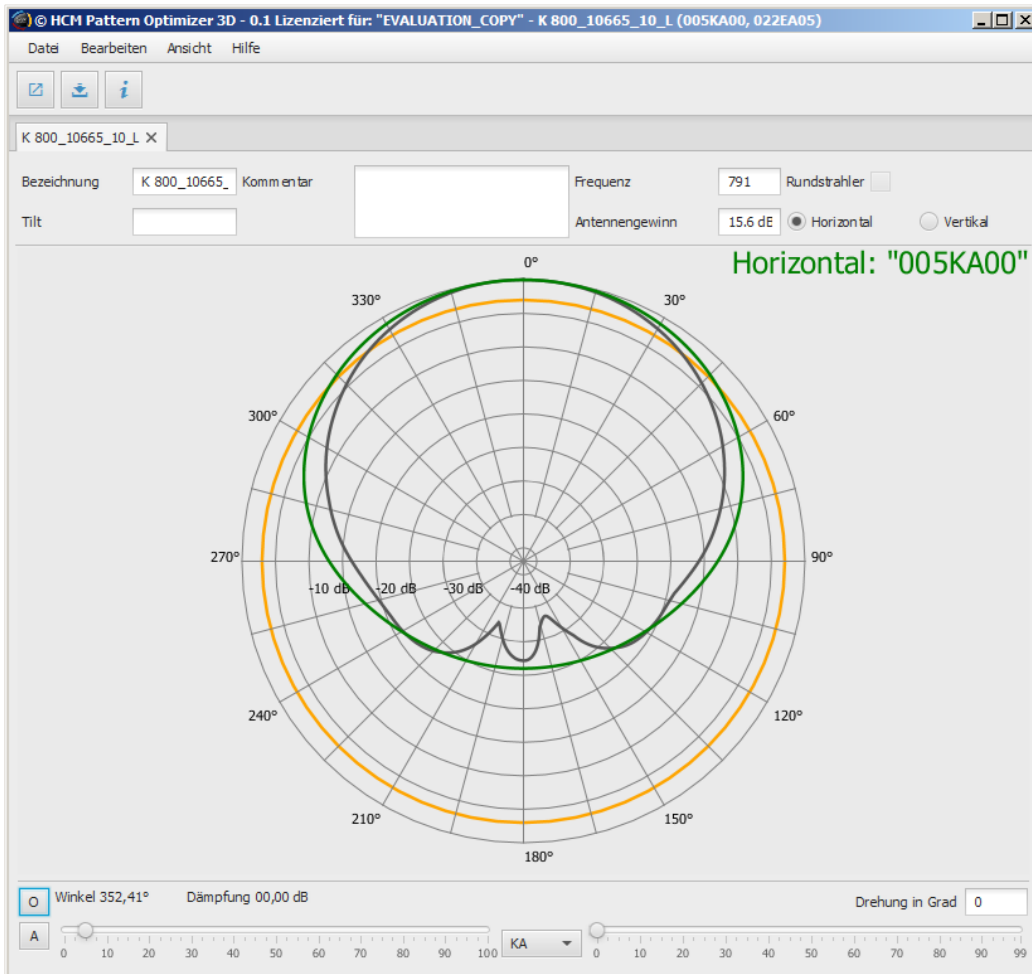 © HCM Pattern Optimizer 3D - 0.1 Lizenziert für: "EVALUATION_COPY" - K 800_10665_10_L (005KA00, 022EA05)
Datei Bearbeiten Ansicht Hilfe
K 800_10665_10_L
Bezeichnung K 800_10665_ Kommentar Frequenz 791 Rundstrahler
Tilt Antennengewinn 15.6 dE Horizontal Vertikal
Horizontal: "005KA00"
0°
330° 30°
300° 60°
270° 90°
-10 dB -20 dB -30 dB -40 dB
240° 120°
210° 150°
180°
O Winkel 352,41° Dämpfung 00,00 dB Drehung in Grad 0
A KA
0 10 20 30 40 50 60 70 80 90 100 0 10 20 30 40 50 60 70 80 90 99